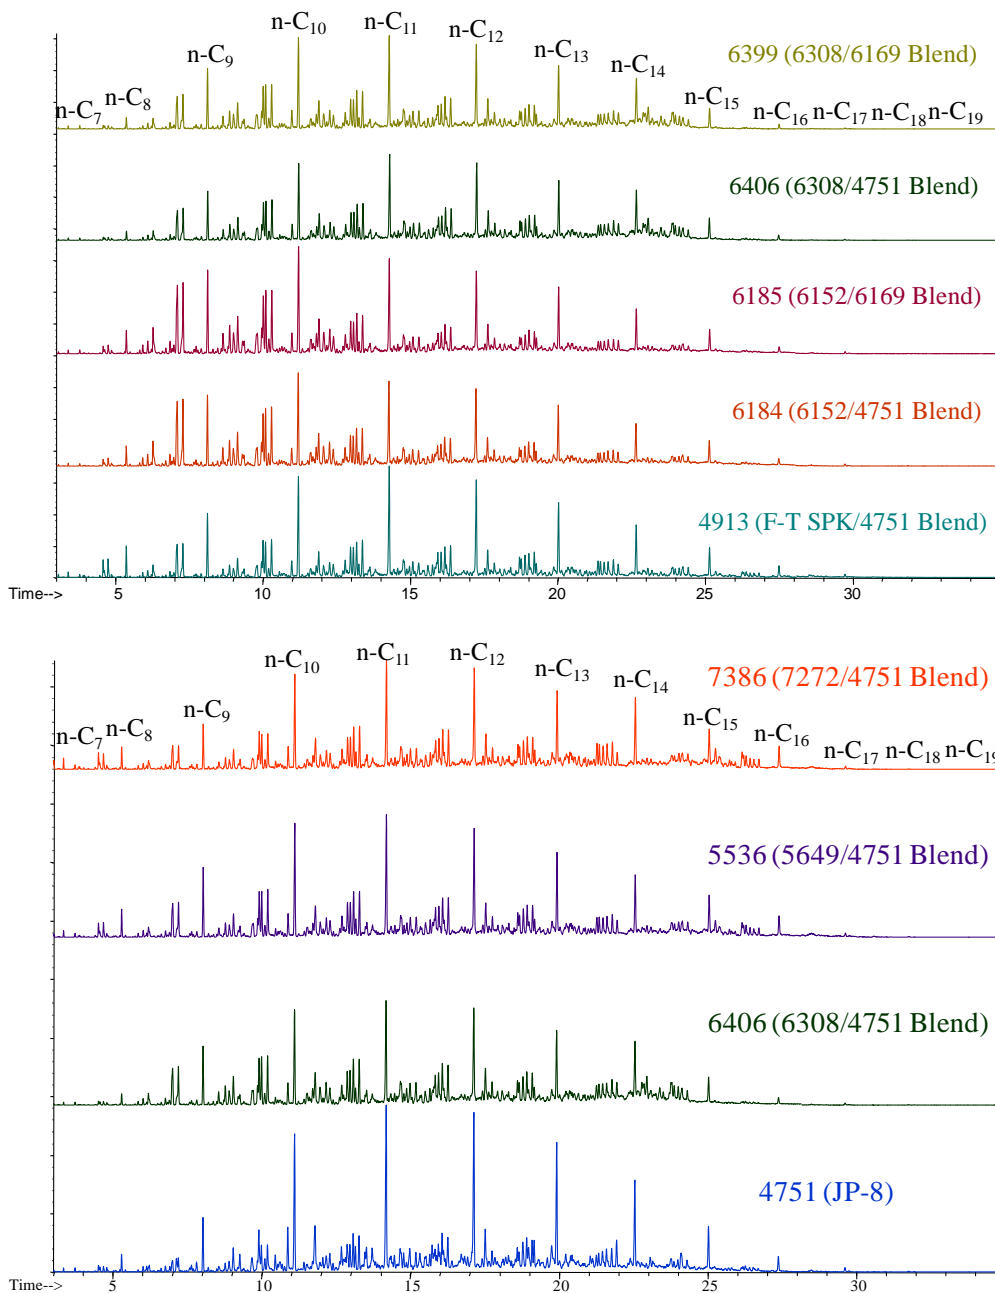 n-C₇ n-C₈ n-C₉ n-C₁₀ n-C₁₁ n-C₁₂ n-C₁₃ n-C₁₄ n-C₁₅ n-C₁₆ n-C₁₇ n-C₁₈ n-C₁₉
6399 (6308/6169 Blend)
6406 (6308/4751 Blend)
6185 (6152/6169 Blend)
6184 (6152/4751 Blend)
4913 (F-T SPK/4751 Blend)
Time--> 5 10 15 20 25 30
n-C₇ n-C₈ n-C₉ n-C₁₀ n-C₁₁ n-C₁₂ n-C₁₃ n-C₁₄ n-C₁₅ n-C₁₆ n-C₁₇ n-C₁₈ n-C₁₉
7386 (7272/4751 Blend)
5536 (5649/4751 Blend)
6406 (6308/4751 Blend)
4751 (JP-8)
Time--> 5 10 15 20 25 30